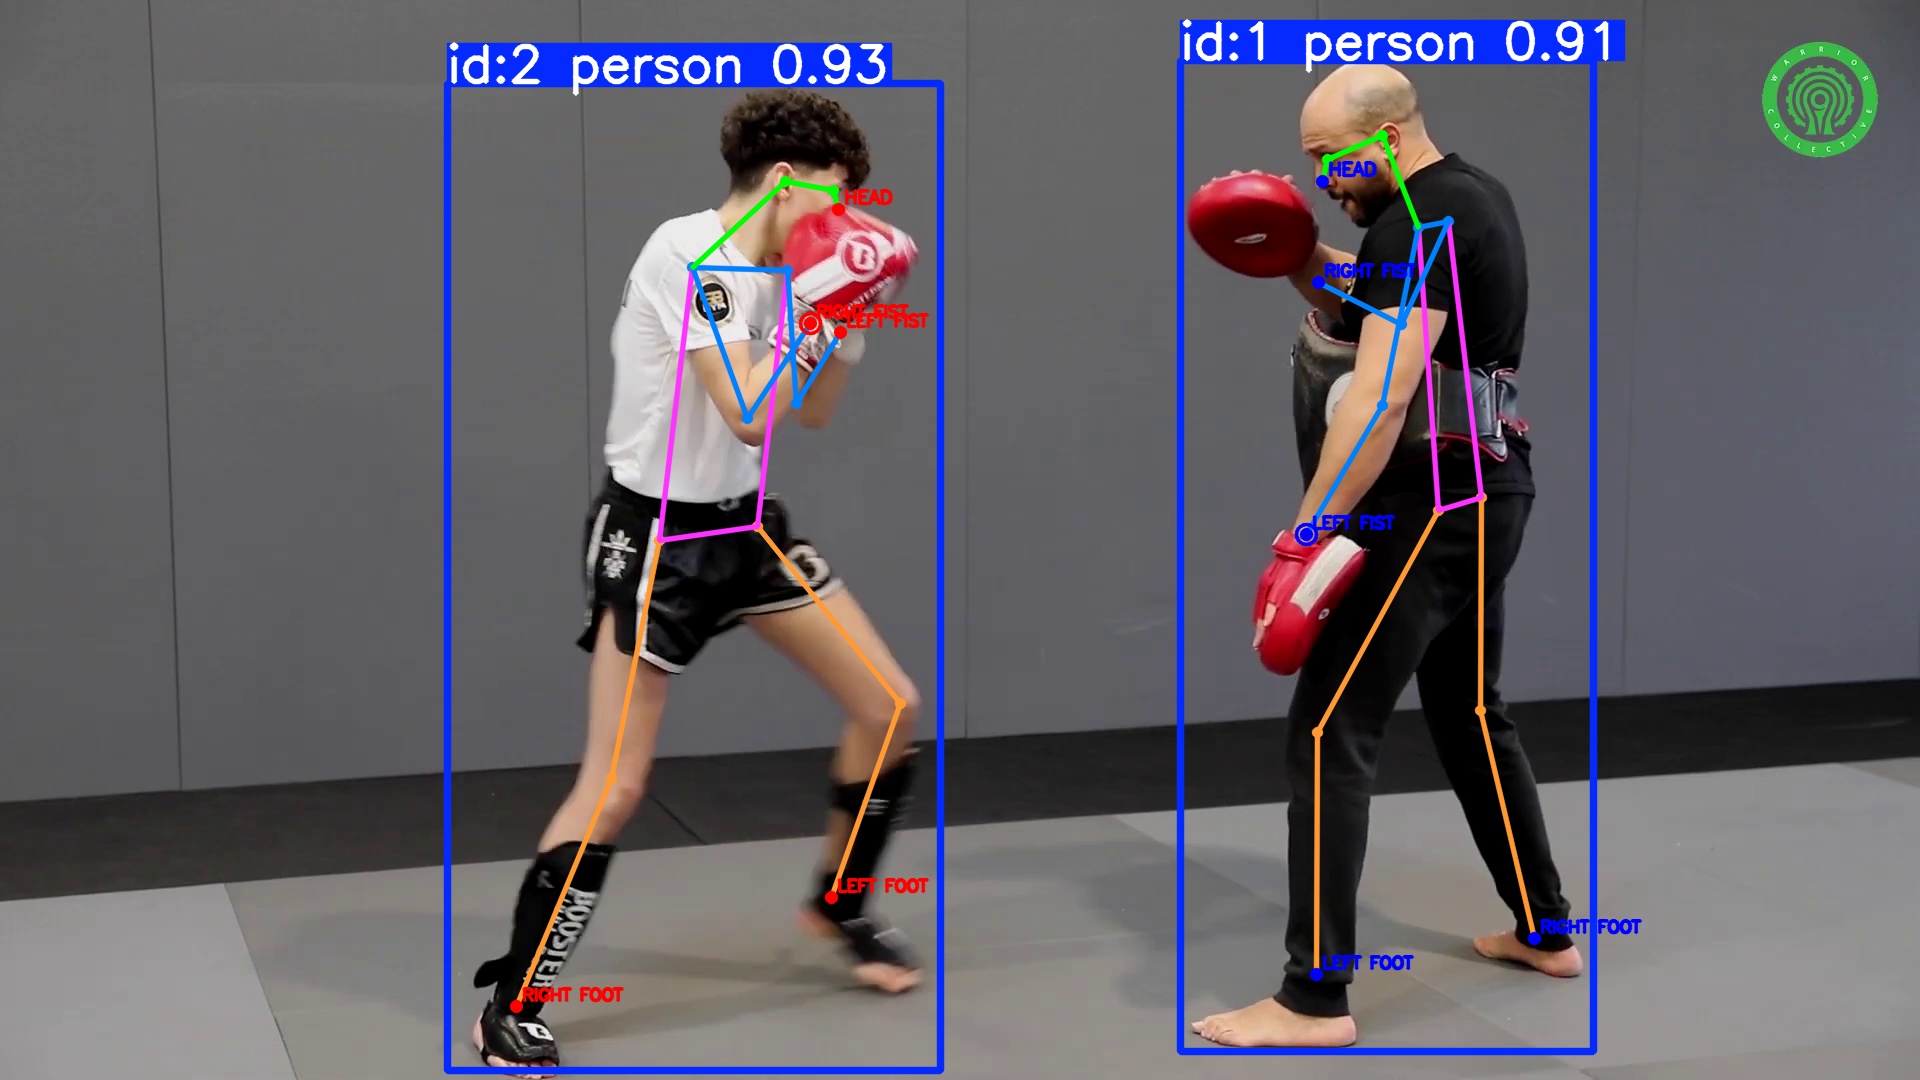 id:2 person 0.93
id:1 person 0.91
WARRIOR
COLLECTIVE
HEAD
HEAD
RIGHT FIST
RIGHT FIST
LEFT FIST
LEFT FIST
LEFT FOOT
RIGHT FOOT
LEFT FOOT
RIGHT FOOT
BOOSTER